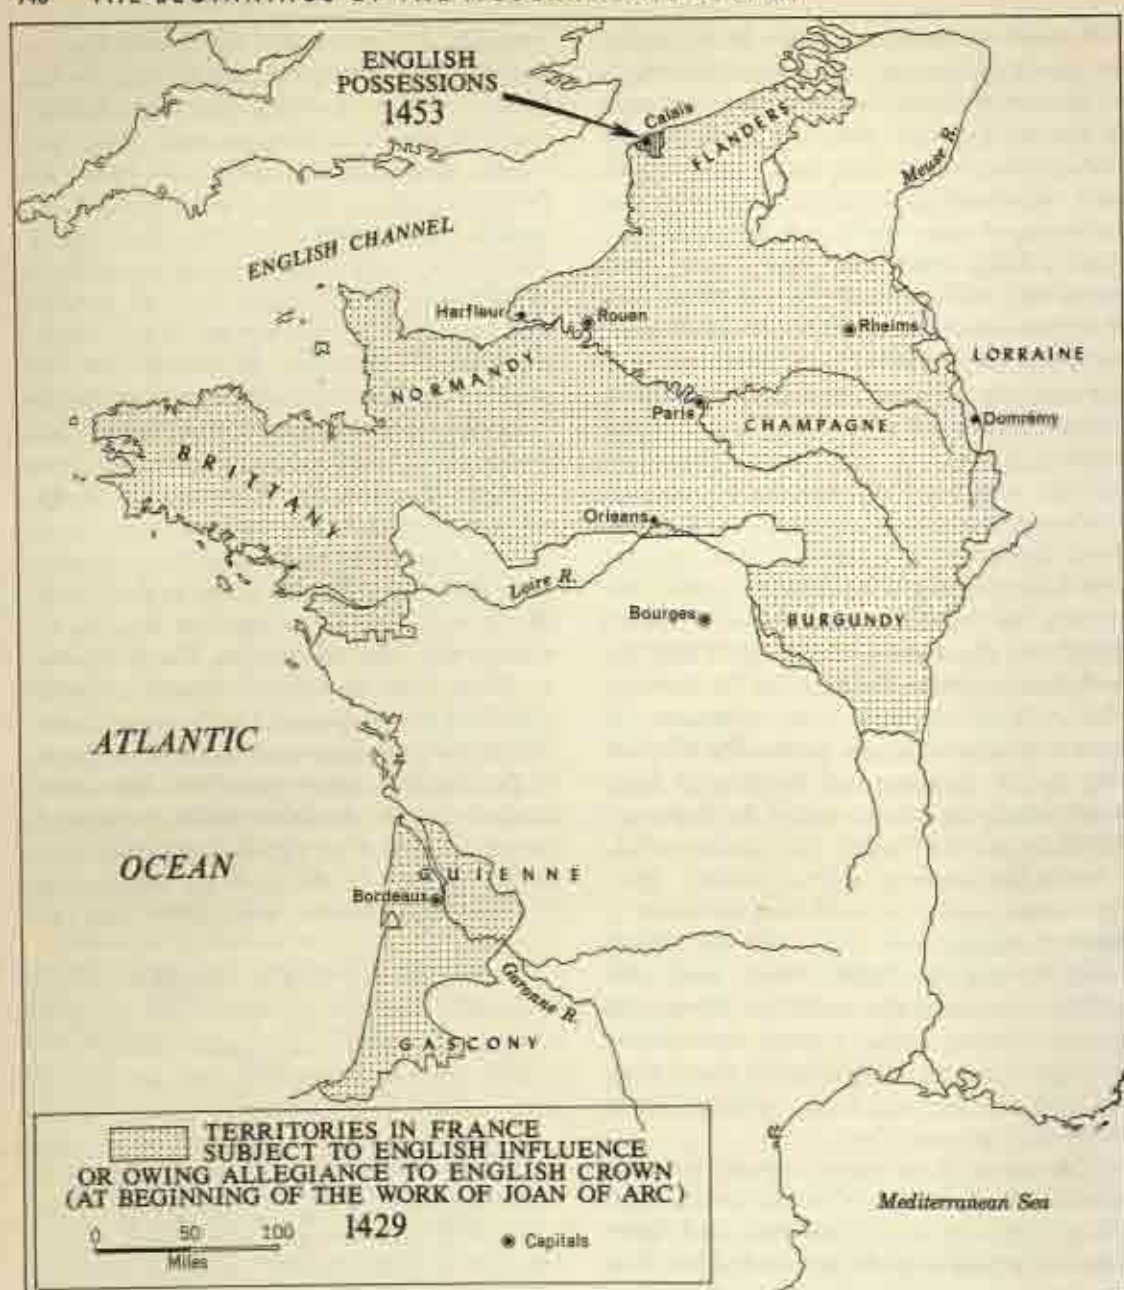 ENGLISH
POSSESSIONS
1453
Calais
FLANDERS
Meuse R.
ENGLISH CHANNEL
Harfleur
Rouen
Rheims
LORRAINE
NORMANDY
Paris
CHAMPAGNE
Domrémy
BRITTANY
Orleans
Loire R.
Bourges
BURGUNDY
ATLANTIC
OCEAN
GUIENNE
Bordeaux
Garonne R.
GASCONY
TERRITORIES IN FRANCE
SUBJECT TO ENGLISH INFLUENCE
OR OWING ALLEGIANCE TO ENGLISH CROWN
(AT BEGINNING OF THE WORK OF JOAN OF ARC)
1429
0 50 100
Miles
Capitals
Mediterranean Sea